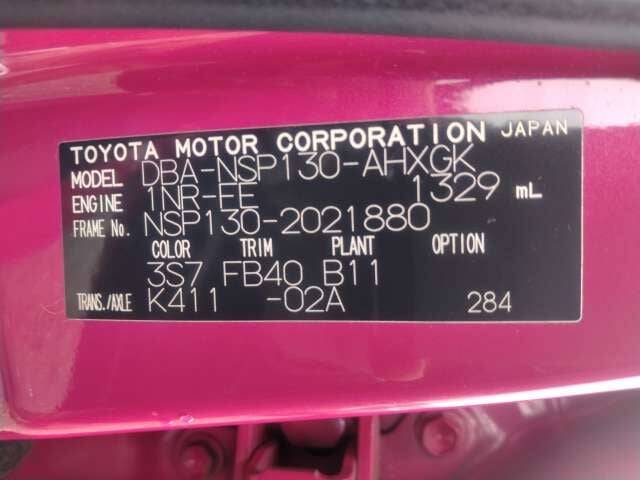 TOYOTA MOTOR CORPORATION JAPAN
MODEL DBA-NSP130-AHXGK
ENGINE 1NR-FE 1329 mL
FRAME No. NSP130-2021880
COLOR TRIM PLANT OPTION
3S7 FB40 B11
TRANS./AXLE K411 -02A 284